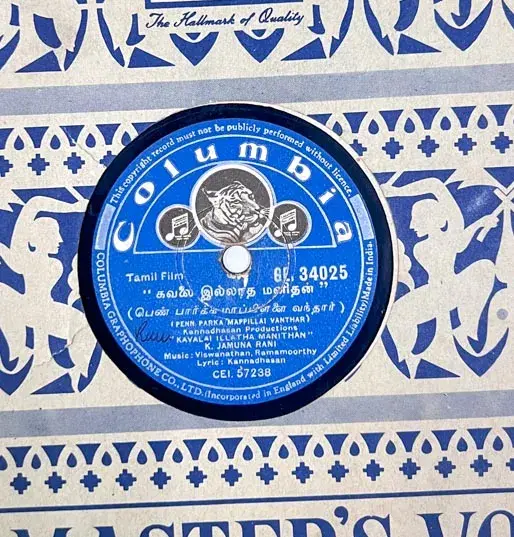 The Hallmark of Quality
This copyright record must not be publicly performed without licence.
Columbia
Tamil Film GE. 34025
"கவலை இல்லாத மனிதன்"
(பெண் பார்க்க மாப்பிள்ளை வந்தார்)
(PENN. PARKA MAPPILLAI VANTHAR)
Kannadhasan Productions
"KAVALAI ILLATHA MANITHAN"
K. JAMUNA RANI
Music: Viswanathan, Ramamoorthy
Lyric: Kannadhasan
CEI. 57238
COLUMBIA GRAPHOPHONE CO., LTD. (Incorporated in England with Limited Liability) Made in India.
MASTER'S VO